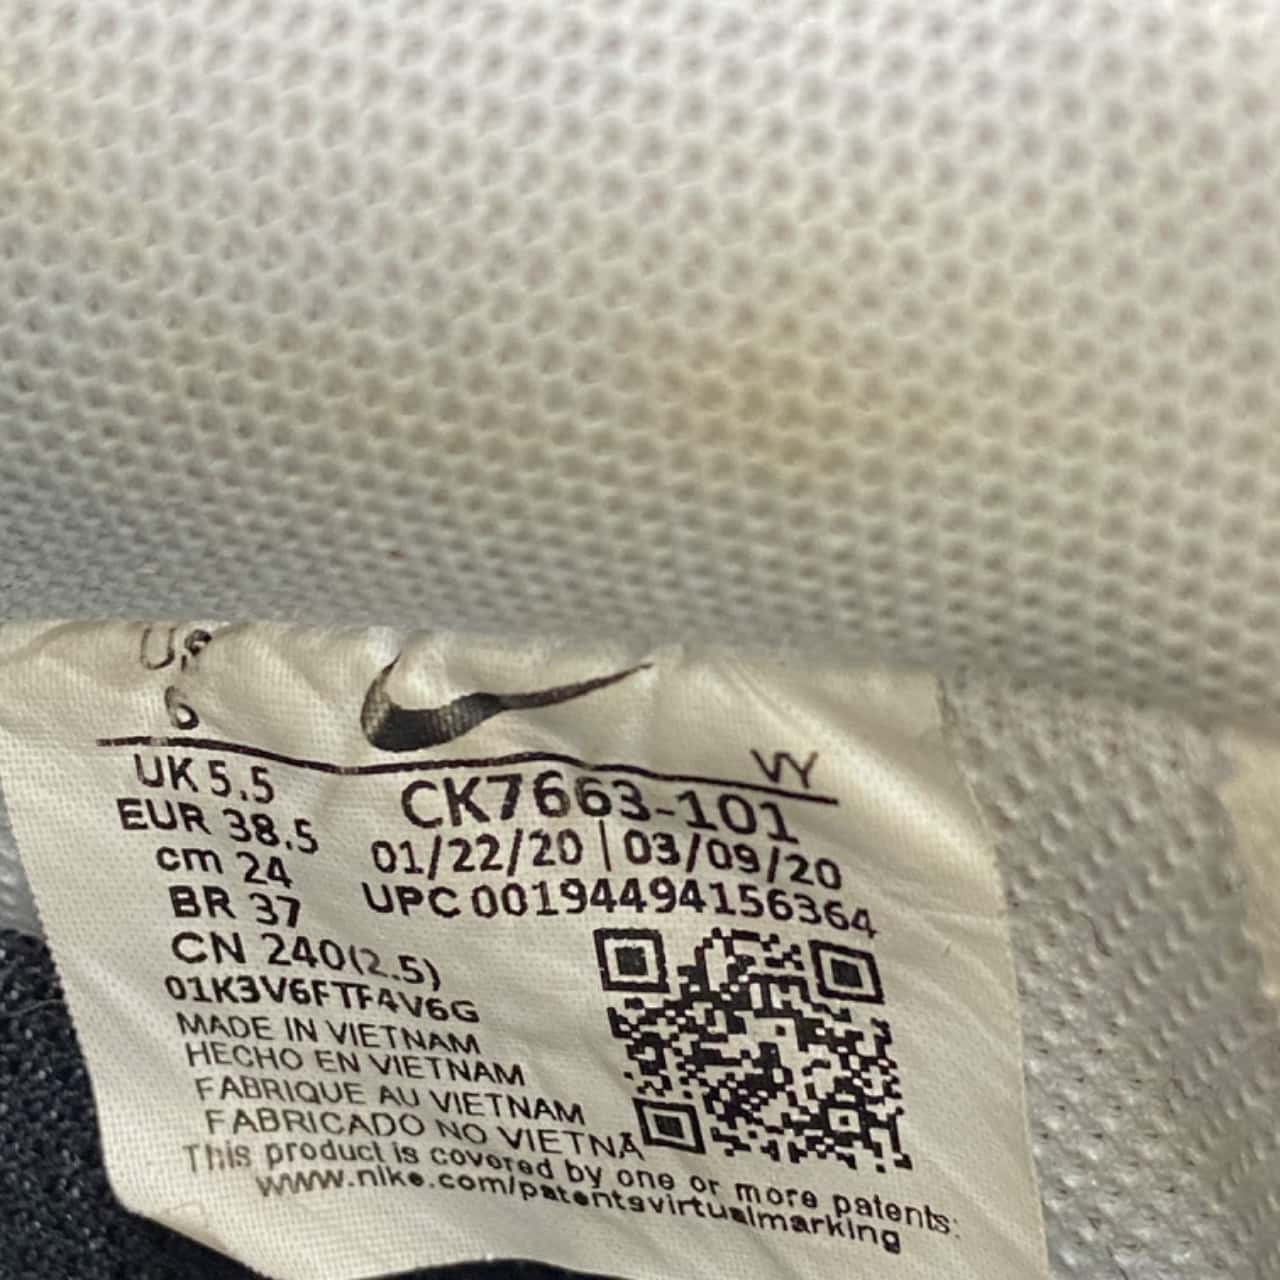 US
6
VY
UK 5.5
CK7663-101
EUR 38.5
01/22/20 | 03/09/20
cm 24
UPC 00194494156364
BR 37
CN 240(2.5)
01K3V6FTF4V6G
MADE IN VIETNAM
HECHO EN VIETNAM
FABRIQUE AU VIETNAM
FABRICADO NO VIETNÃ
This product is covered by one or more patents:
www.nike.com/patentsvirtualmarking